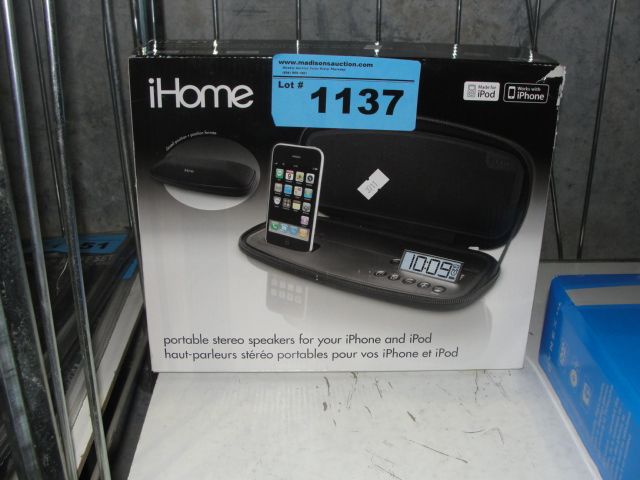 www.madisonsauction.com
Lot # 1137
iHome
Made for
iPod
Works with
iPhone
10:09
portable stereo speakers for your iPhone and iPod
haut-parleurs stéréo portables pour vos iPhone et iPod
51